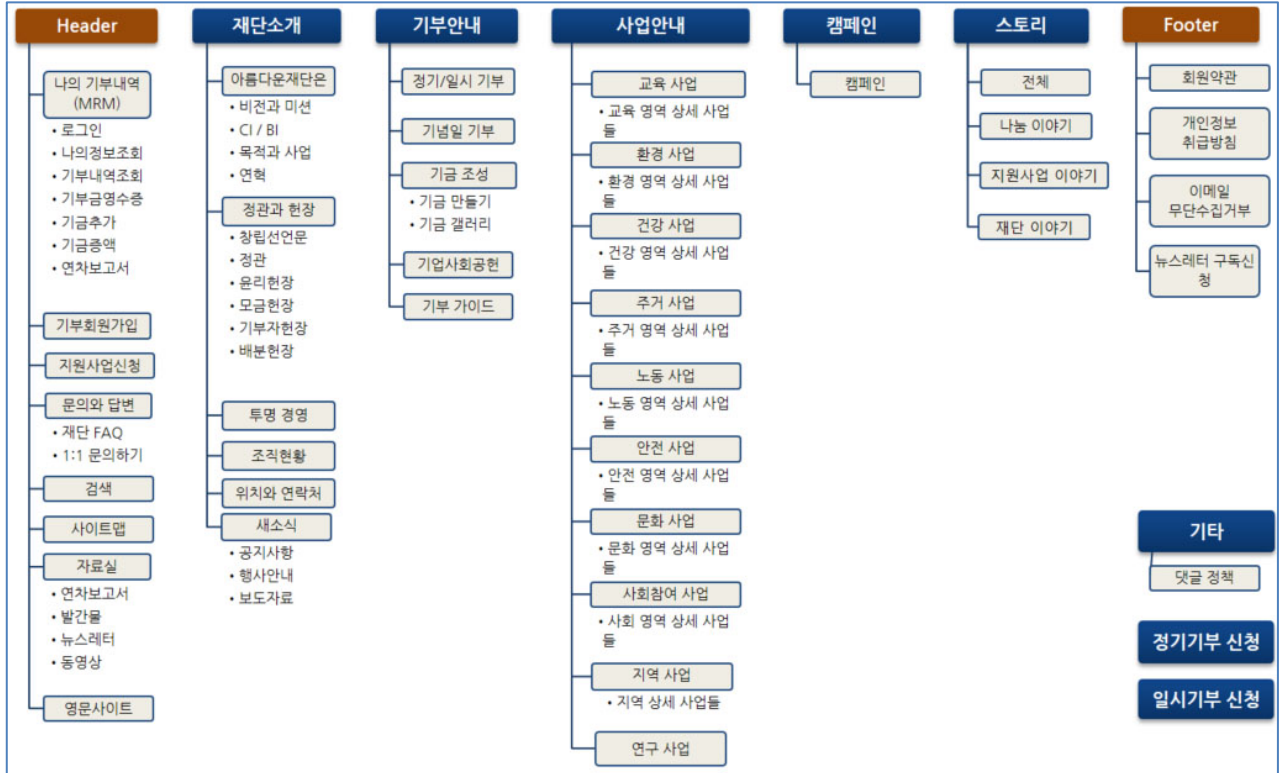 Header
나의 기부내역
(MRM)
• 로그인
• 나의정보조회
• 기부내역조회
• 기부금영수증
• 기금추가
• 기금증액
• 연차보고서
기부회원가입
지원사업신청
문의와 답변
• 재단 FAQ
• 1:1 문의하기
검색
사이트맵
자료실
• 연차보고서
• 발간물
• 뉴스레터
• 동영상
영문사이트
재단소개
아름다운재단은
• 비전과 미션
• CI / BI
• 목적과 사업
• 연혁
정관과 헌장
• 창립선언문
• 정관
• 윤리헌장
• 모금헌장
• 기부자헌장
• 배분헌장
투명 경영
조직현황
위치와 연락처
새소식
• 공지사항
• 행사안내
• 보도자료
기부안내
정기/일시 기부
기념일 기부
기금 조성
• 기금 만들기
• 기금 갤러리
기업사회공헌
기부 가이드
사업안내
교육 사업
• 교육 영역 상세 사업
들
환경 사업
• 환경 영역 상세 사업
들
건강 사업
• 건강 영역 상세 사업
들
주거 사업
• 주거 영역 상세 사업
들
노동 사업
• 노동 영역 상세 사업
들
안전 사업
• 안전 영역 상세 사업
들
문화 사업
• 문화 영역 상세 사업
들
사회참여 사업
• 사회 영역 상세 사업
들
지역 사업
• 지역 상세 사업들
연구 사업
캠페인
캠페인
스토리
전체
나눔 이야기
지원사업 이야기
재단 이야기
Footer
회원약관
개인정보
취급방침
이메일
무단수집거부
뉴스레터 구독신
청
기타
댓글 정책
정기기부 신청
일시기부 신청